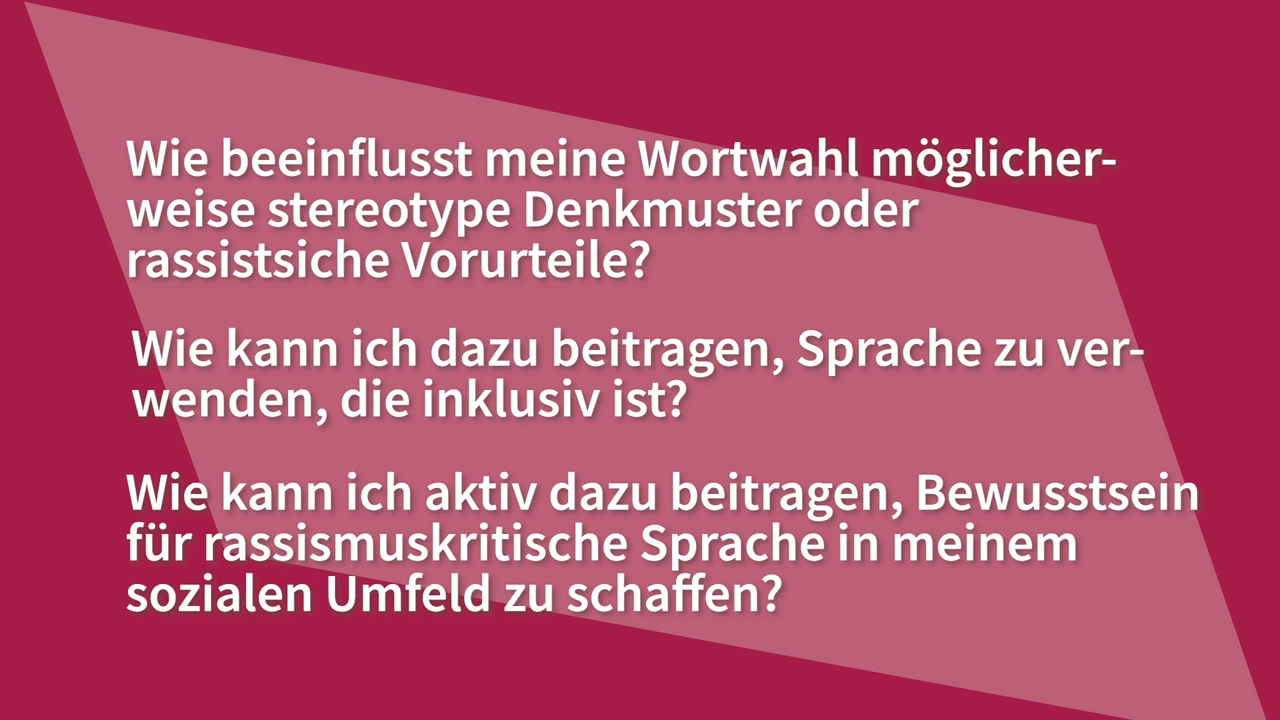 Wie beeinflusst meine Wortwahl möglicher-
weise stereotype Denkmuster oder
rassistsiche Vorurteile?
Wie kann ich dazu beitragen, Sprache zu ver-
wenden, die inklusiv ist?
Wie kann ich aktiv dazu beitragen, Bewusstsein
für rassismuskritische Sprache in meinem
sozialen Umfeld zu schaffen?